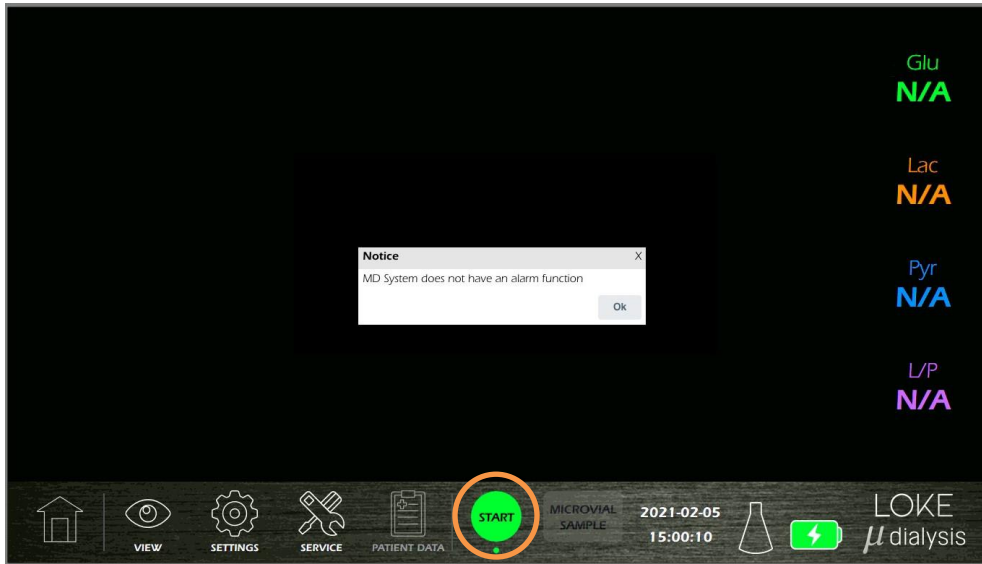 Glu
N/A
Lac
N/A
Notice X
MD System does not have an alarm function
Ok
Pyr
N/A
L/P
N/A
VIEW
SETTINGS
SERVICE
PATIENT DATA
START
MICROVIAL
SAMPLE
2021-02-05
15:00:10
LOKE
μ dialysis